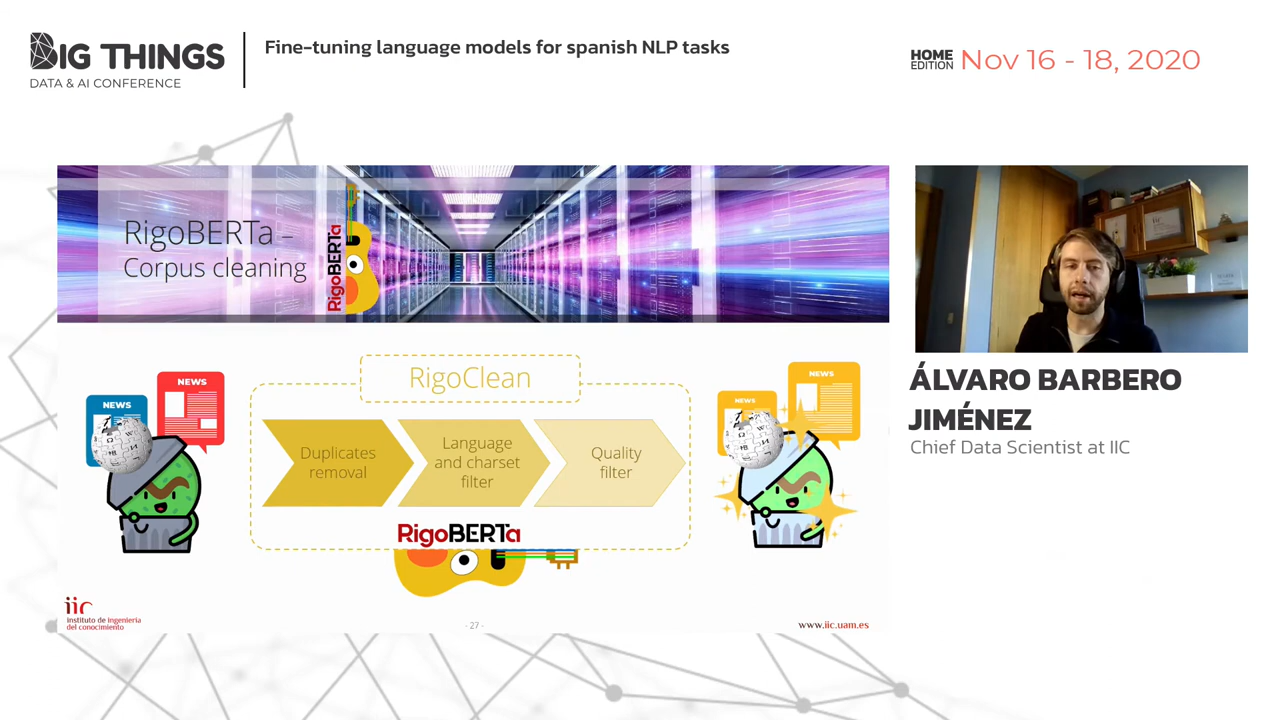 BIG THINGS
DATA & AI CONFERENCE
Fine-tuning language models for spanish NLP tasks
HOME
EDITION
Nov 16 - 18, 2020
RigoBERTa –
Corpus cleaning
RigoBERTa
RigoClean
NEWS
NEWS
Duplicates
removal
Language
and charset
filter
Quality
filter
NEWS
NEWS
RigoBERTa
iic
instituto de ingeniería
del conocimiento
- 27 -
www.iic.uam.es
ÁLVARO BARBERO
JIMÉNEZ
Chief Data Scientist at IIC